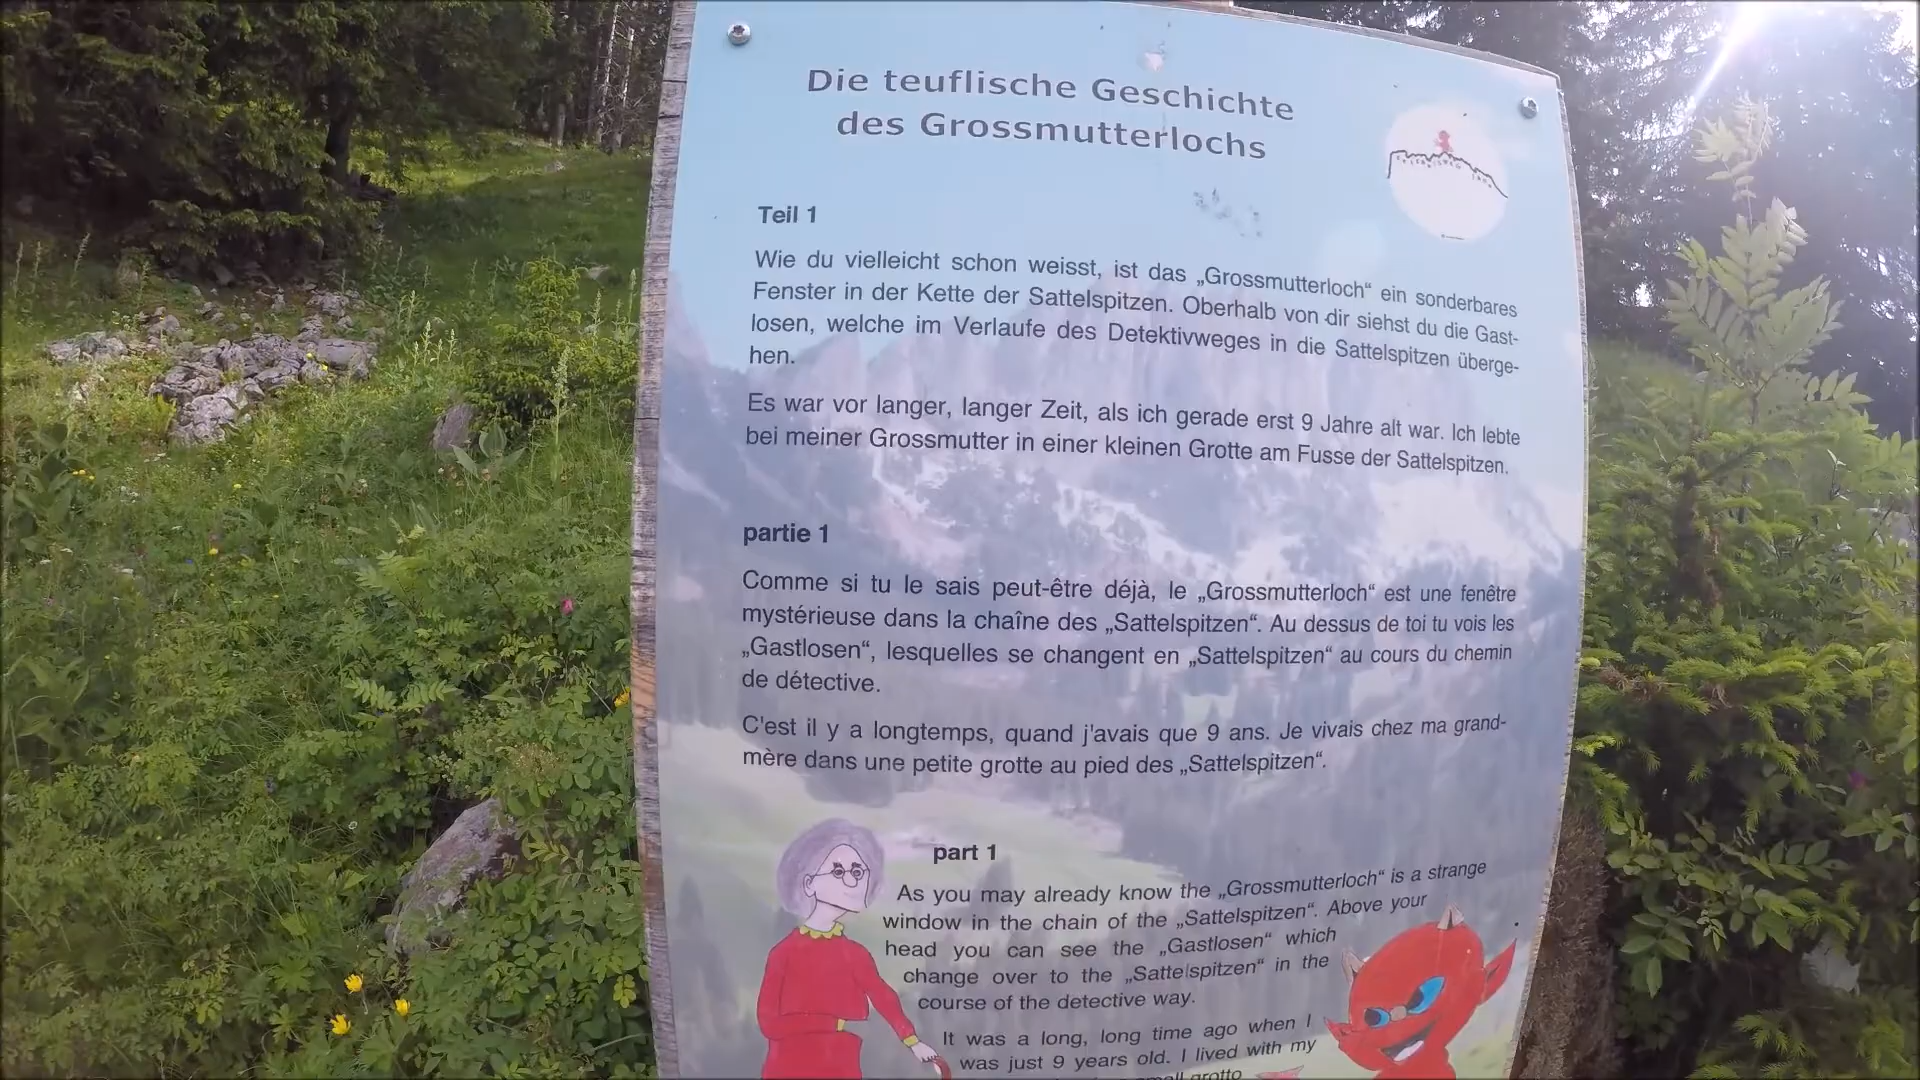 Die teuflische Geschichte
des Grossmutterlochs
Teil 1
Wie du vielleicht schon weisst, ist das „Grossmutterloch“ ein sonderbares
Fenster in der Kette der Sattelspitzen. Oberhalb von dir siehst du die Gast-
losen, welche im Verlaufe des Detektivweges in die Sattelspitzen überge-
hen.
Es war vor langer, langer Zeit, als ich gerade erst 9 Jahre alt war. Ich lebte
bei meiner Grossmutter in einer kleinen Grotte am Fusse der Sattelspitzen.
partie 1
Comme si tu le sais peut-être déjà, le „Grossmutterloch“ est une fenêtre
mystérieuse dans la chaîne des „Sattelspitzen“. Au dessus de toi tu vois les
„Gastlosen“, lesquelles se changent en „Sattelspitzen“ au cours du chemin
de détective.
C'est il y a longtemps, quand j'avais que 9 ans. Je vivais chez ma grand-
mère dans une petite grotte au pied des „Sattelspitzen“.
part 1
As you may already know the „Grossmutterloch“ is a strange
window in the chain of the „Sattelspitzen“. Above your
head you can see the „Gastlosen“ which
change over to the „Sattelspitzen“ in the
course of the detective way.
It was a long, long time ago when I
was just 9 years old. I lived with my
grotto